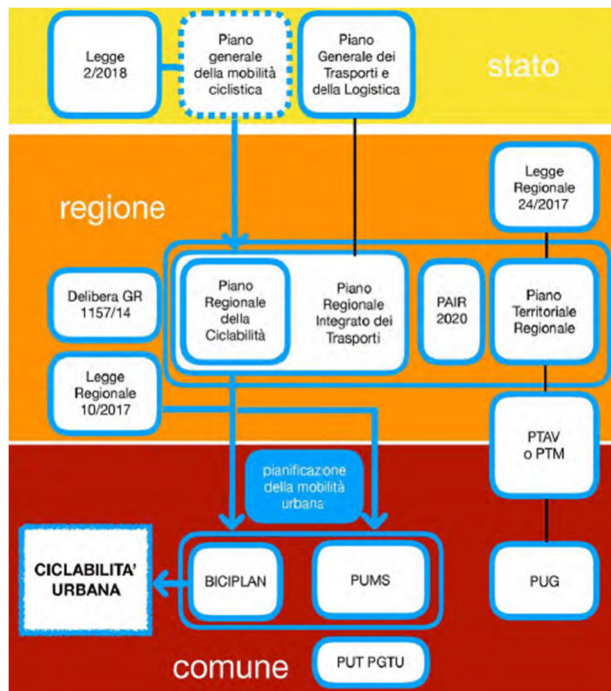 Legge
2/2018
Piano
generale
della mobilità
ciclistica
Piano
Generale dei
Trasporti e
della Logistica
stato
regione
Legge
Regionale
24/2017
Delibera GR
1157/14
Piano
Regionale
della
Ciclabilità
Piano
Regionale
Integrato dei
Trasporti
PAIR
2020
Piano
Territoriale
Regionale
Legge
Regionale
10/2017
PTAV
o PTM
pianificazione
della mobilità
urbana
CICLABILITA'
URBANA
BICIPLAN
PUMS
PUG
comune
PUT PGTU